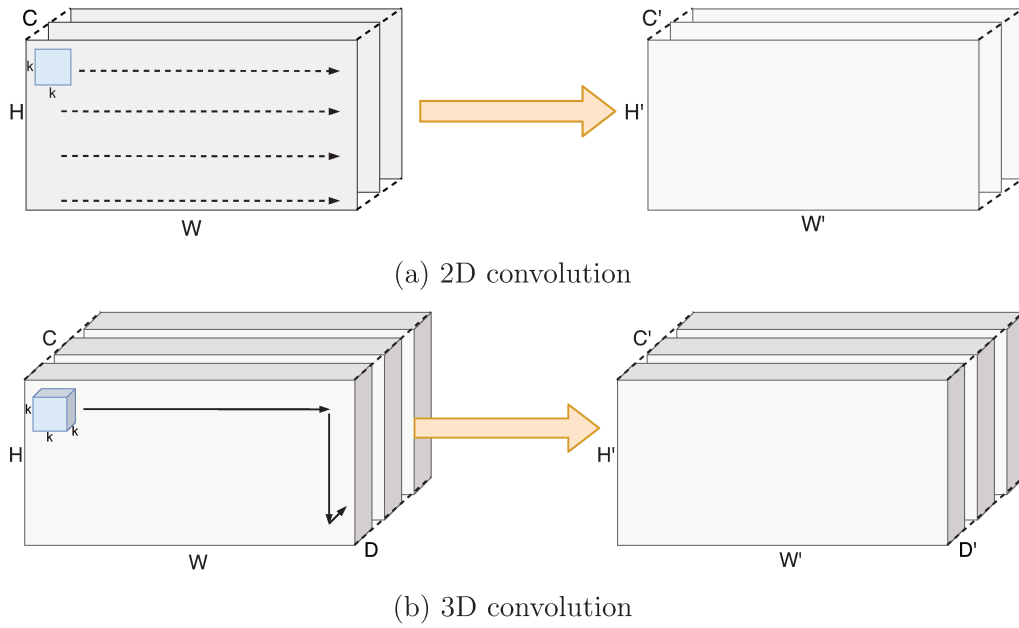 C
C'
k
k
H
H'
W
W'
(a) 2D convolution
C
C'
k
k
k
H
H'
D
D'
W
W'
(b) 3D convolution